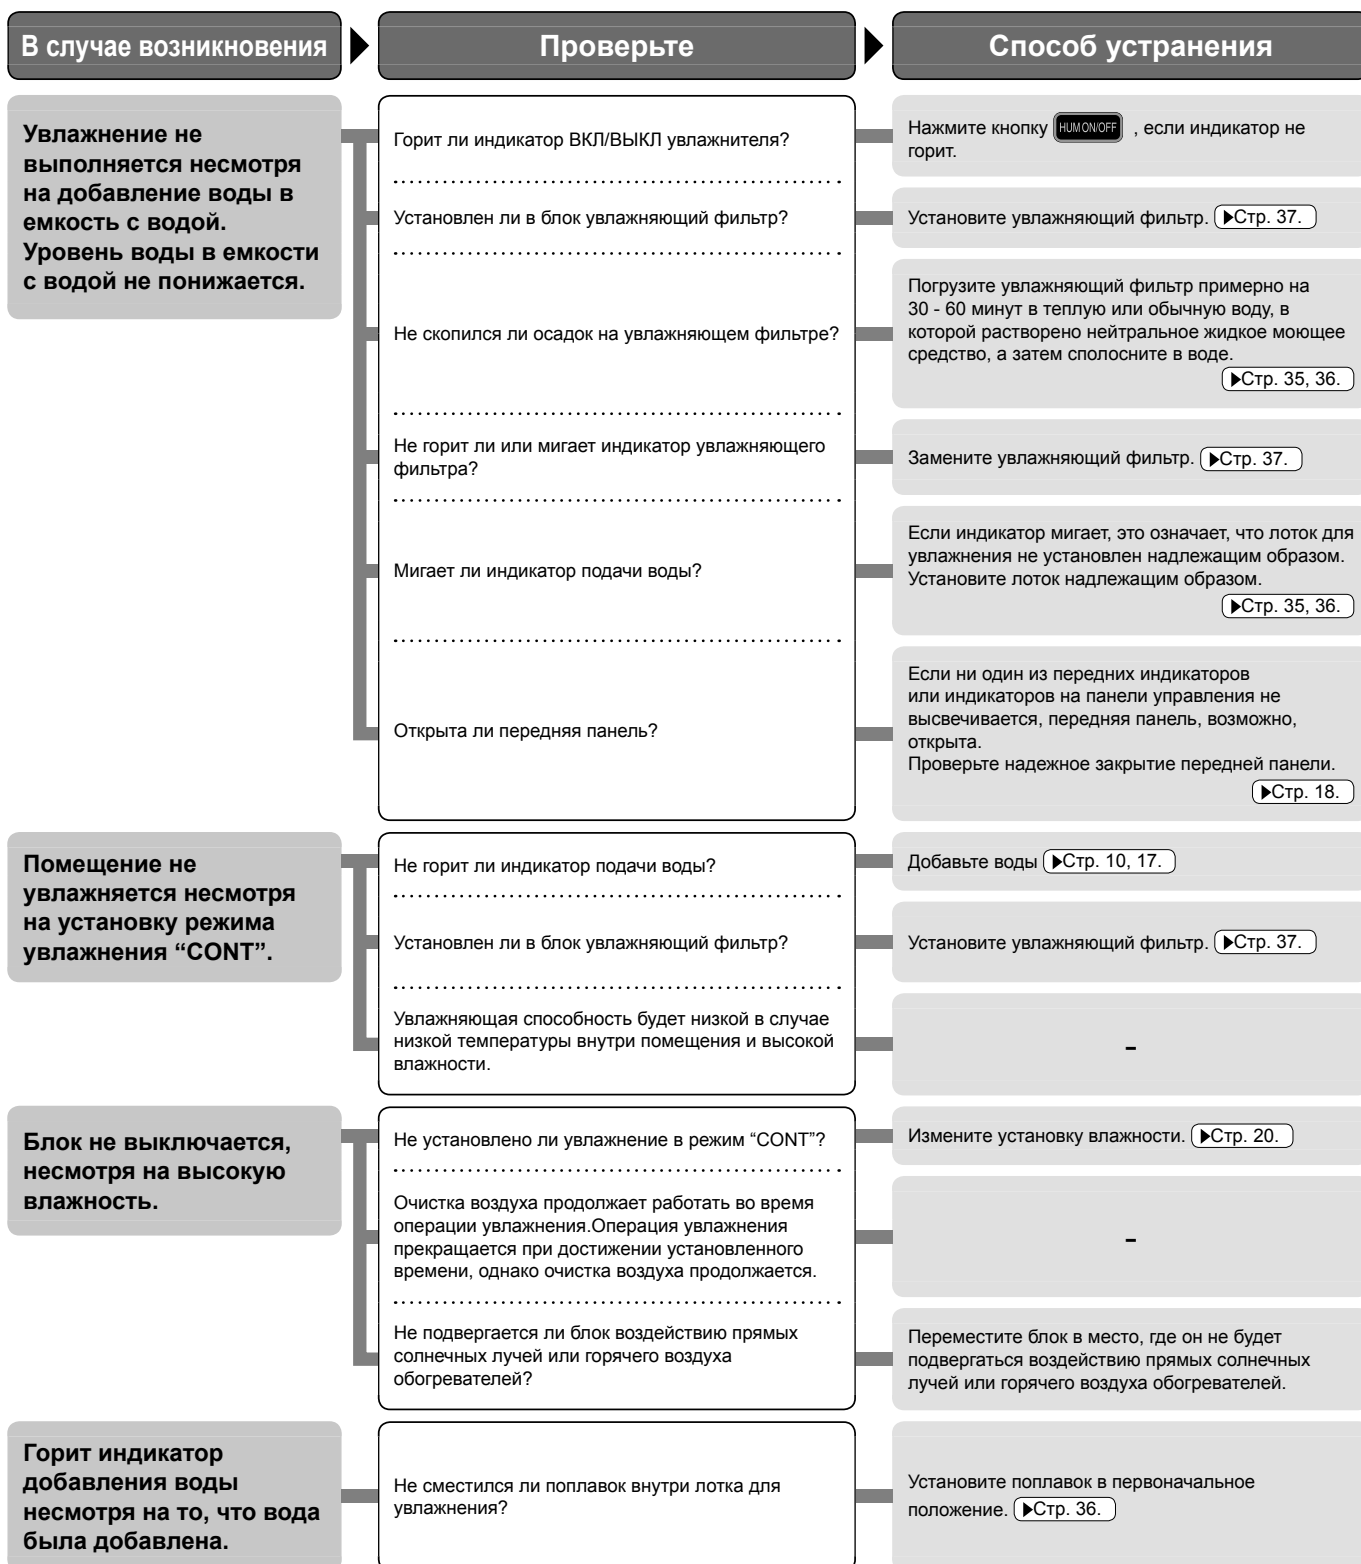 В случае возникновения
Проверьте
Способ устранения
Увлажнение не
выполняется несмотря
на добавление воды в
емкость с водой.
Уровень воды в емкости
с водой не понижается.
Горит ли индикатор ВКЛ/ВЫКЛ увлажнителя?
Нажмите кнопку HUM ON/OFF , если индикатор не
горит.
Установлен ли в блок увлажняющий фильтр?
Установите увлажняющий фильтр. ▶Стр. 37.
Не скопился ли осадок на увлажняющем фильтре?
Погрузите увлажняющий фильтр примерно на
30 - 60 минут в теплую или обычную воду, в
которой растворено нейтральное жидкое моющее
средство, а затем сполосните в воде.
▶Стр. 35, 36.
Не горит ли или мигает индикатор увлажняющего
фильтра?
Замените увлажняющий фильтр. ▶Стр. 37.
Мигает ли индикатор подачи воды?
Если индикатор мигает, это означает, что лоток для
увлажнения не установлен надлежащим образом.
Установите лоток надлежащим образом.
▶Стр. 35, 36.
Открыта ли передняя панель?
Если ни один из передних индикаторов
или индикаторов на панели управления не
высвечивается, передняя панель, возможно,
открыта.
Проверьте надежное закрытие передней панели.
▶Стр. 18.
Помещение не
увлажняется несмотря
на установку режима
увлажнения “CONT”.
Не горит ли индикатор подачи воды?
Добавьте воды ▶Стр. 10, 17.
Установлен ли в блок увлажняющий фильтр?
Установите увлажняющий фильтр. ▶Стр. 37.
Увлажняющая способность будет низкой в случае
низкой температуры внутри помещения и высокой
влажности.
–
Блок не выключается,
несмотря на высокую
влажность.
Не установлено ли увлажнение в режим “CONT”?
Измените установку влажности. ▶Стр. 20.
Очистка воздуха продолжает работать во время
операции увлажнения.Операция увлажнения
прекращается при достижении установленного
времени, однако очистка воздуха продолжается.
–
Не подвергается ли блок воздействию прямых
солнечных лучей или горячего воздуха
обогревателей?
Переместите блок в место, где он не будет
подвергаться воздействию прямых солнечных
лучей или горячего воздуха обогревателей.
Горит индикатор
добавления воды
несмотря на то, что вода
была добавлена.
Не сместился ли поплавок внутри лотка для
увлажнения?
Установите поплавок в первоначальное
положение. ▶Стр. 36.